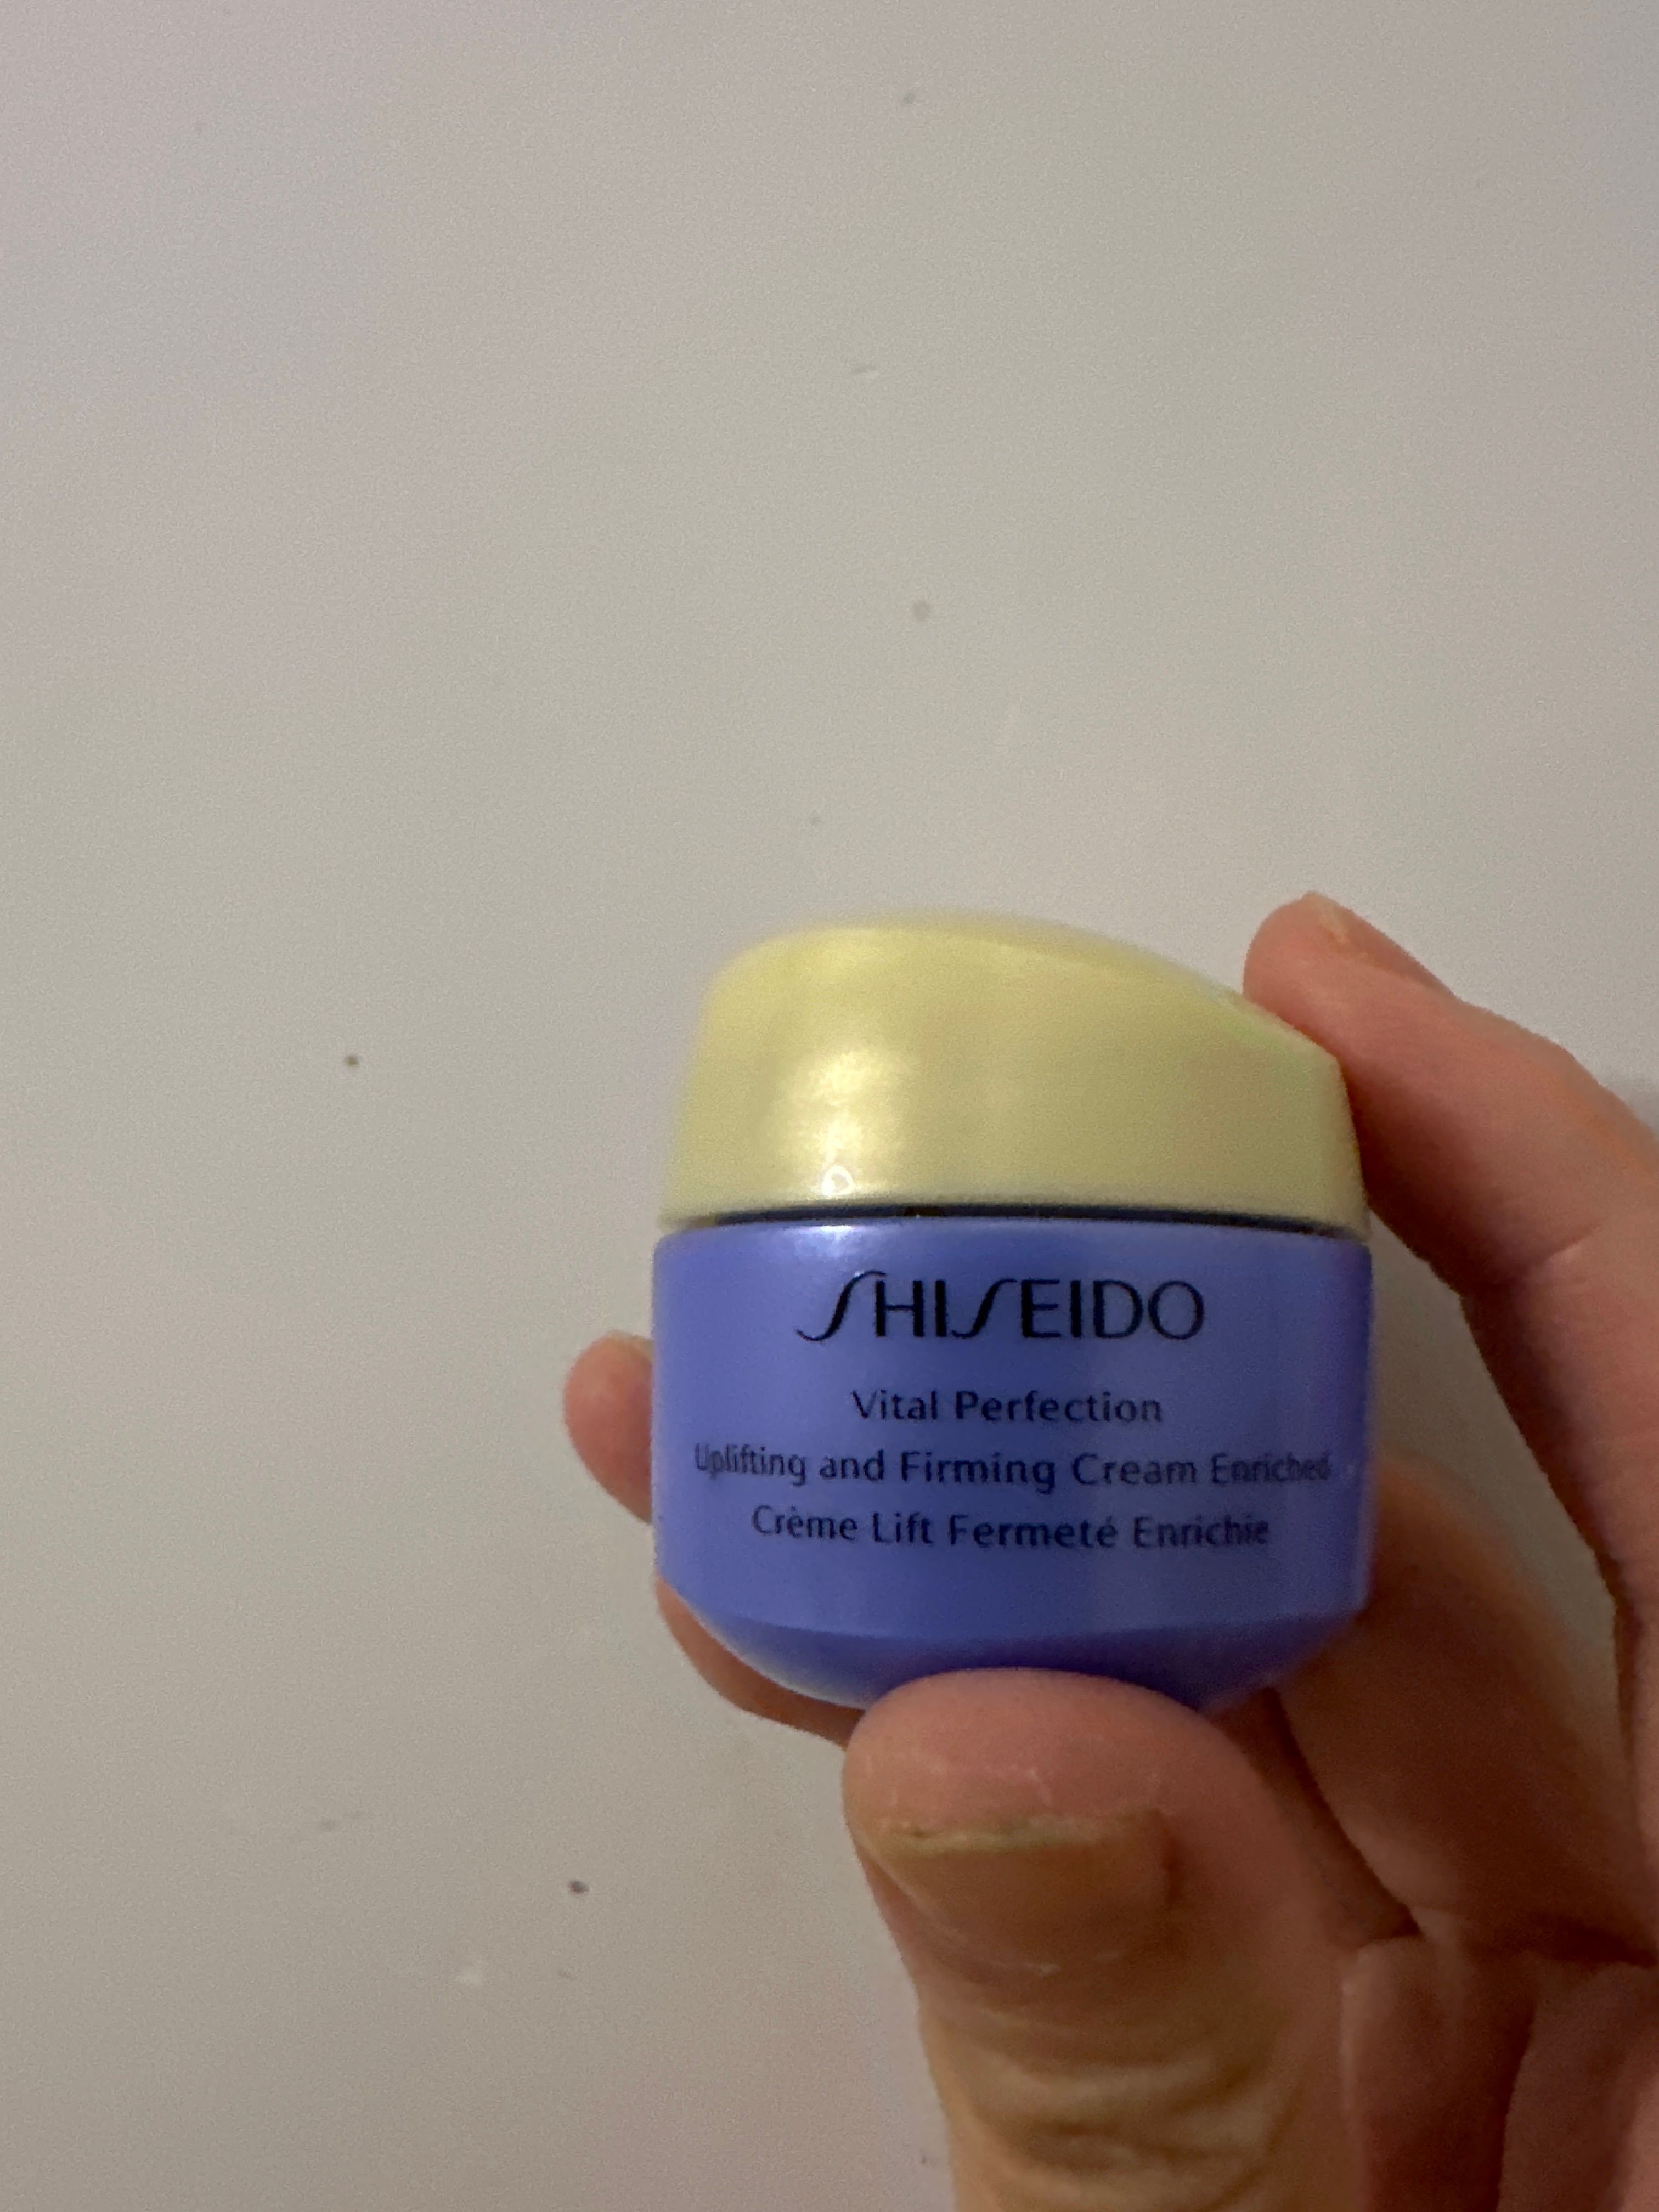 SHISEIDO
Vital Perfection
Uplifting and Firming Cream Enriched
Crème Lift Fermeté Enrichie